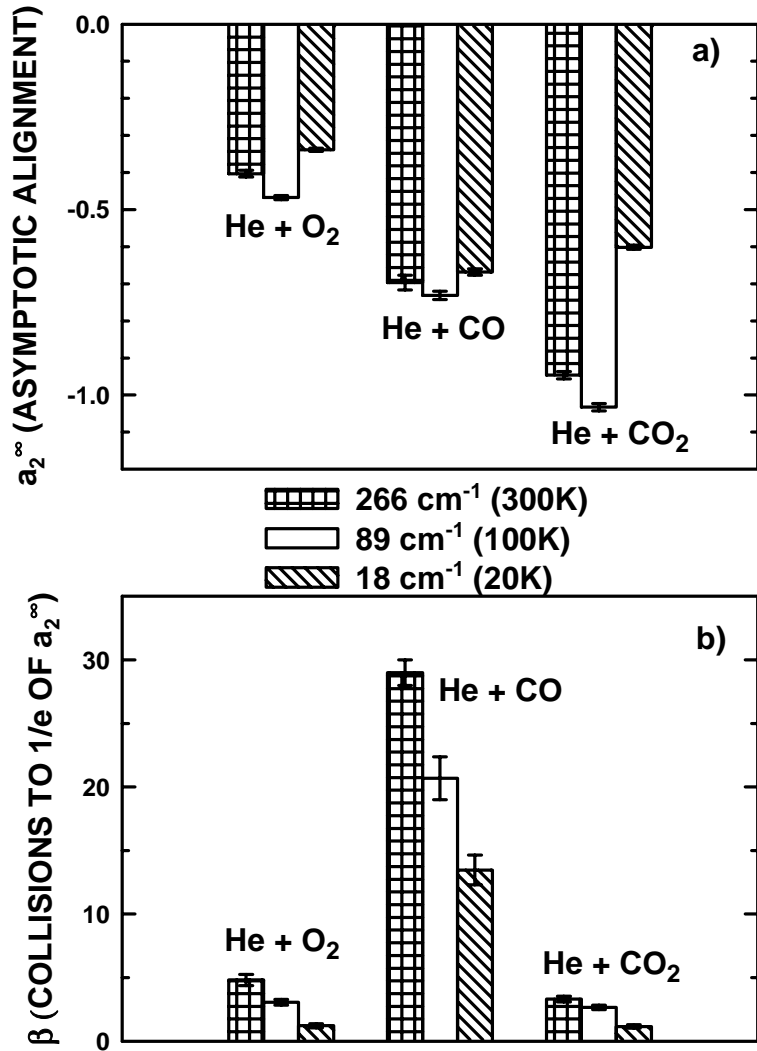 0.0
a)
-0.5
He + O₂
He + CO
-1.0
He + CO₂
a₂∞ (ASYMPTOTIC ALIGNMENT)
266 cm⁻¹ (300K)
89 cm⁻¹ (100K)
18 cm⁻¹ (20K)
b)
30
He + CO
20
10
He + O₂
He + CO₂
0
β (COLLISIONS TO 1/e OF a₂∞)